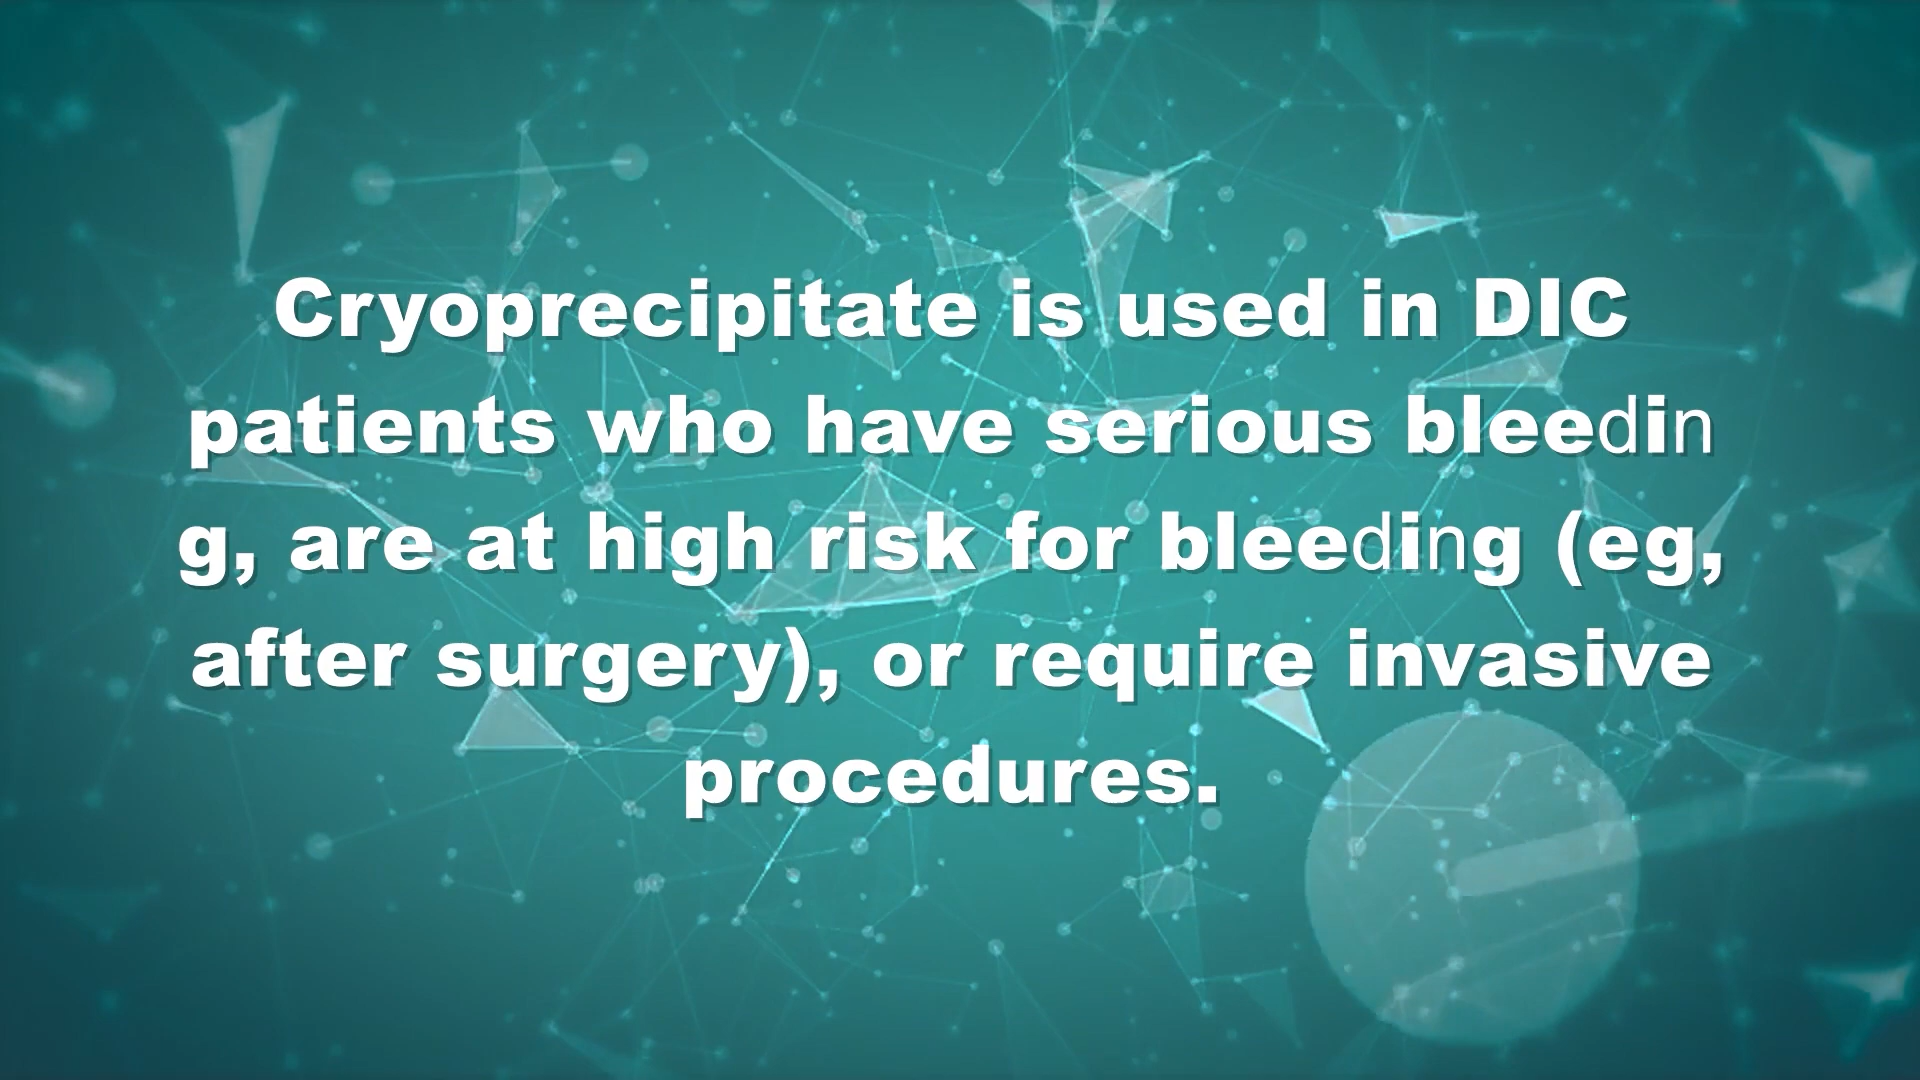 Cryoprecipitate is used in DIC
patients who have serious bleedin
g, are at high risk for bleeding (eg,
after surgery), or require invasive
procedures.